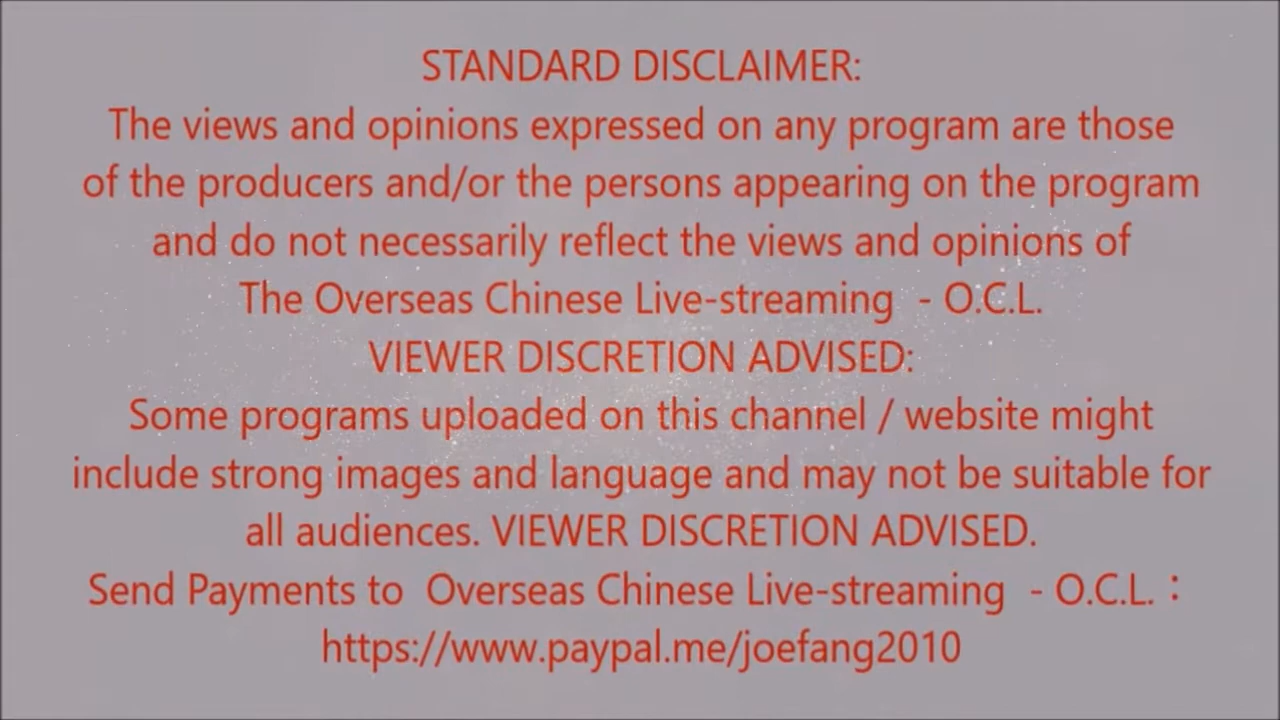 STANDARD DISCLAIMER:
The views and opinions expressed on any program are those
of the producers and/or the persons appearing on the program
and do not necessarily reflect the views and opinions of
The Overseas Chinese Live-streaming - O.C.L.
VIEWER DISCRETION ADVISED:
Some programs uploaded on this channel / website might
include strong images and language and may not be suitable for
all audiences. VIEWER DISCRETION ADVISED.
Send Payments to Overseas Chinese Live-streaming - O.C.L.：
https://www.paypal.me/joefang2010